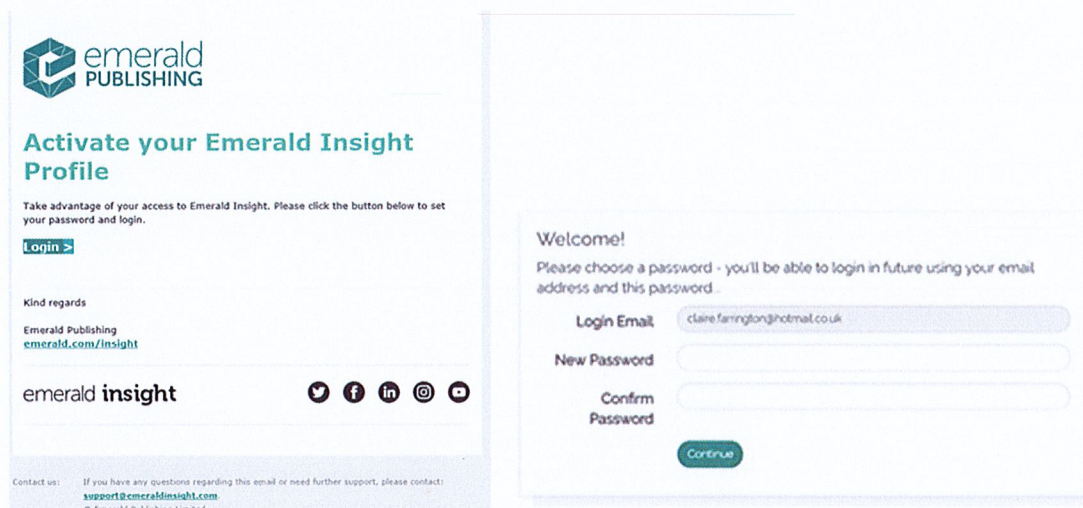 emerald
PUBLISHING
Activate your Emerald Insight
Profile
Take advantage of your access to Emerald Insight. Please click the button below to set
your password and login.
Login >
Kind regards
Emerald Publishing
emerald.com/insight
emerald insight
Contact us: If you have any questions regarding this email or need further support, please contact:
support@emeraldinsight.com.
© Emerald Publishing Limited
Welcome!
Please choose a password - you'll be able to login in future using your email
address and this password.
Login Email claire.farrington@hotmail.co.uk
New Password
Confirm
Password
Continue